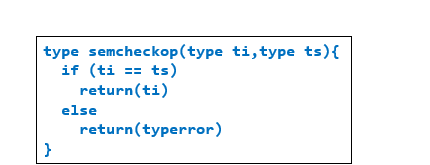 type semcheckop(type ti,type ts){
if (ti == ts)
return(ti)
else
return(typerror)
}